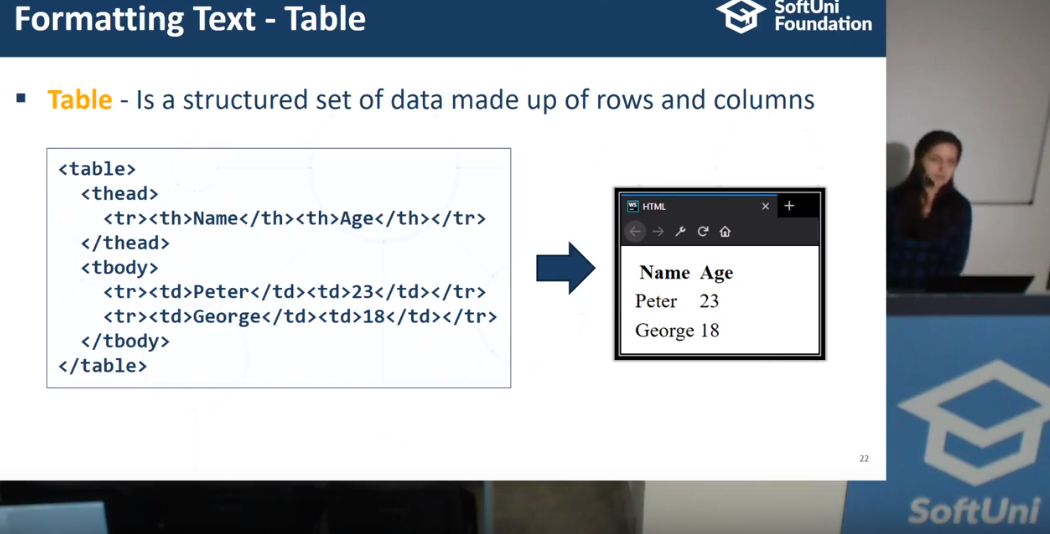 Formatting Text - Table
SoftUni
Foundation
▪ Table - Is a structured set of data made up of rows and columns
<table>
  <thead>
    <tr><th>Name</th><th>Age</th></tr>
  </thead>
  <tbody>
    <tr><td>Peter</td><td>23</td></tr>
    <tr><td>George</td><td>18</td></tr>
  </tbody>
</table>
WS HTML × +
Name Age
Peter 23
George 18
22
SoftUni